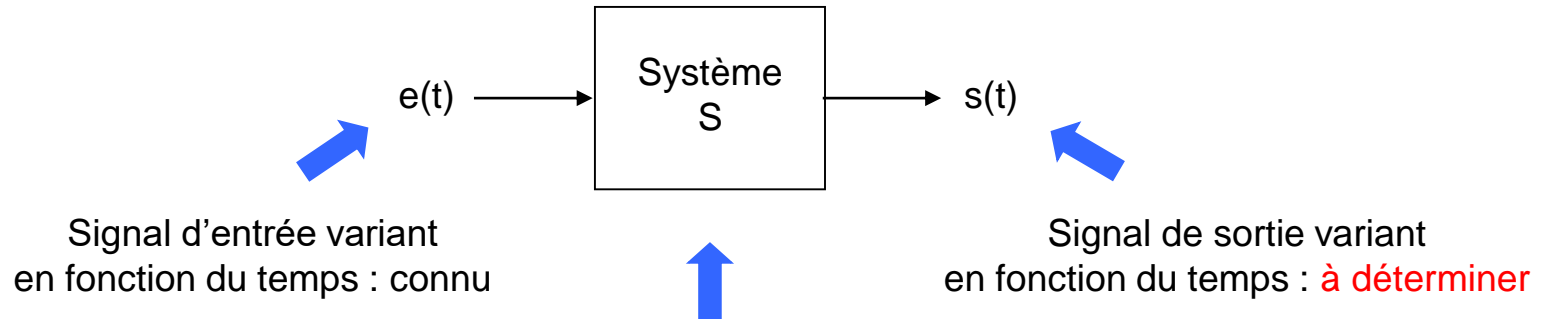 e(t)
Système
S
s(t)
Signal d’entrée variant
en fonction du temps : connu
Signal de sortie variant
en fonction du temps : à déterminer